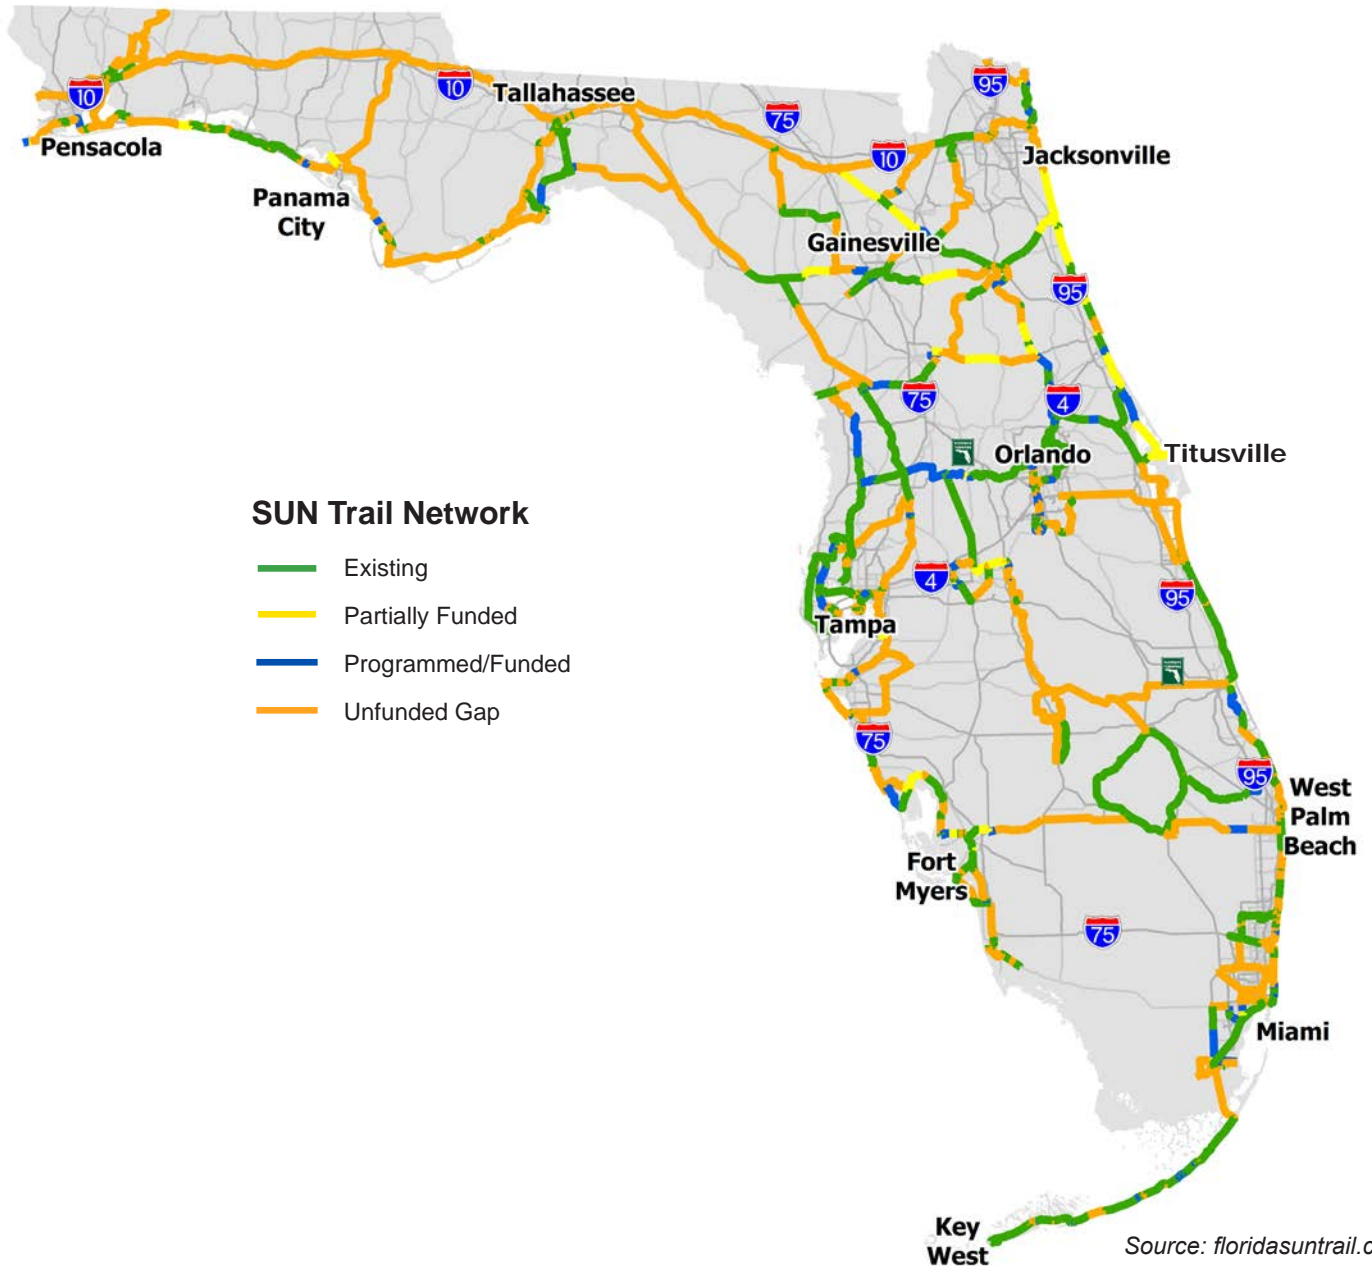 10
10
Tallahassee
75
95
Pensacola
10
Jacksonville
Panama
City
Gainesville
95
75
4
Orlando
Titusville
SUN Trail Network
Existing
Partially Funded
Programmed/Funded
Unfunded Gap
4
95
Tampa
75
95
West
Palm
Beach
Fort
Myers
75
Miami
Key
West
Source: floridasuntrail.c